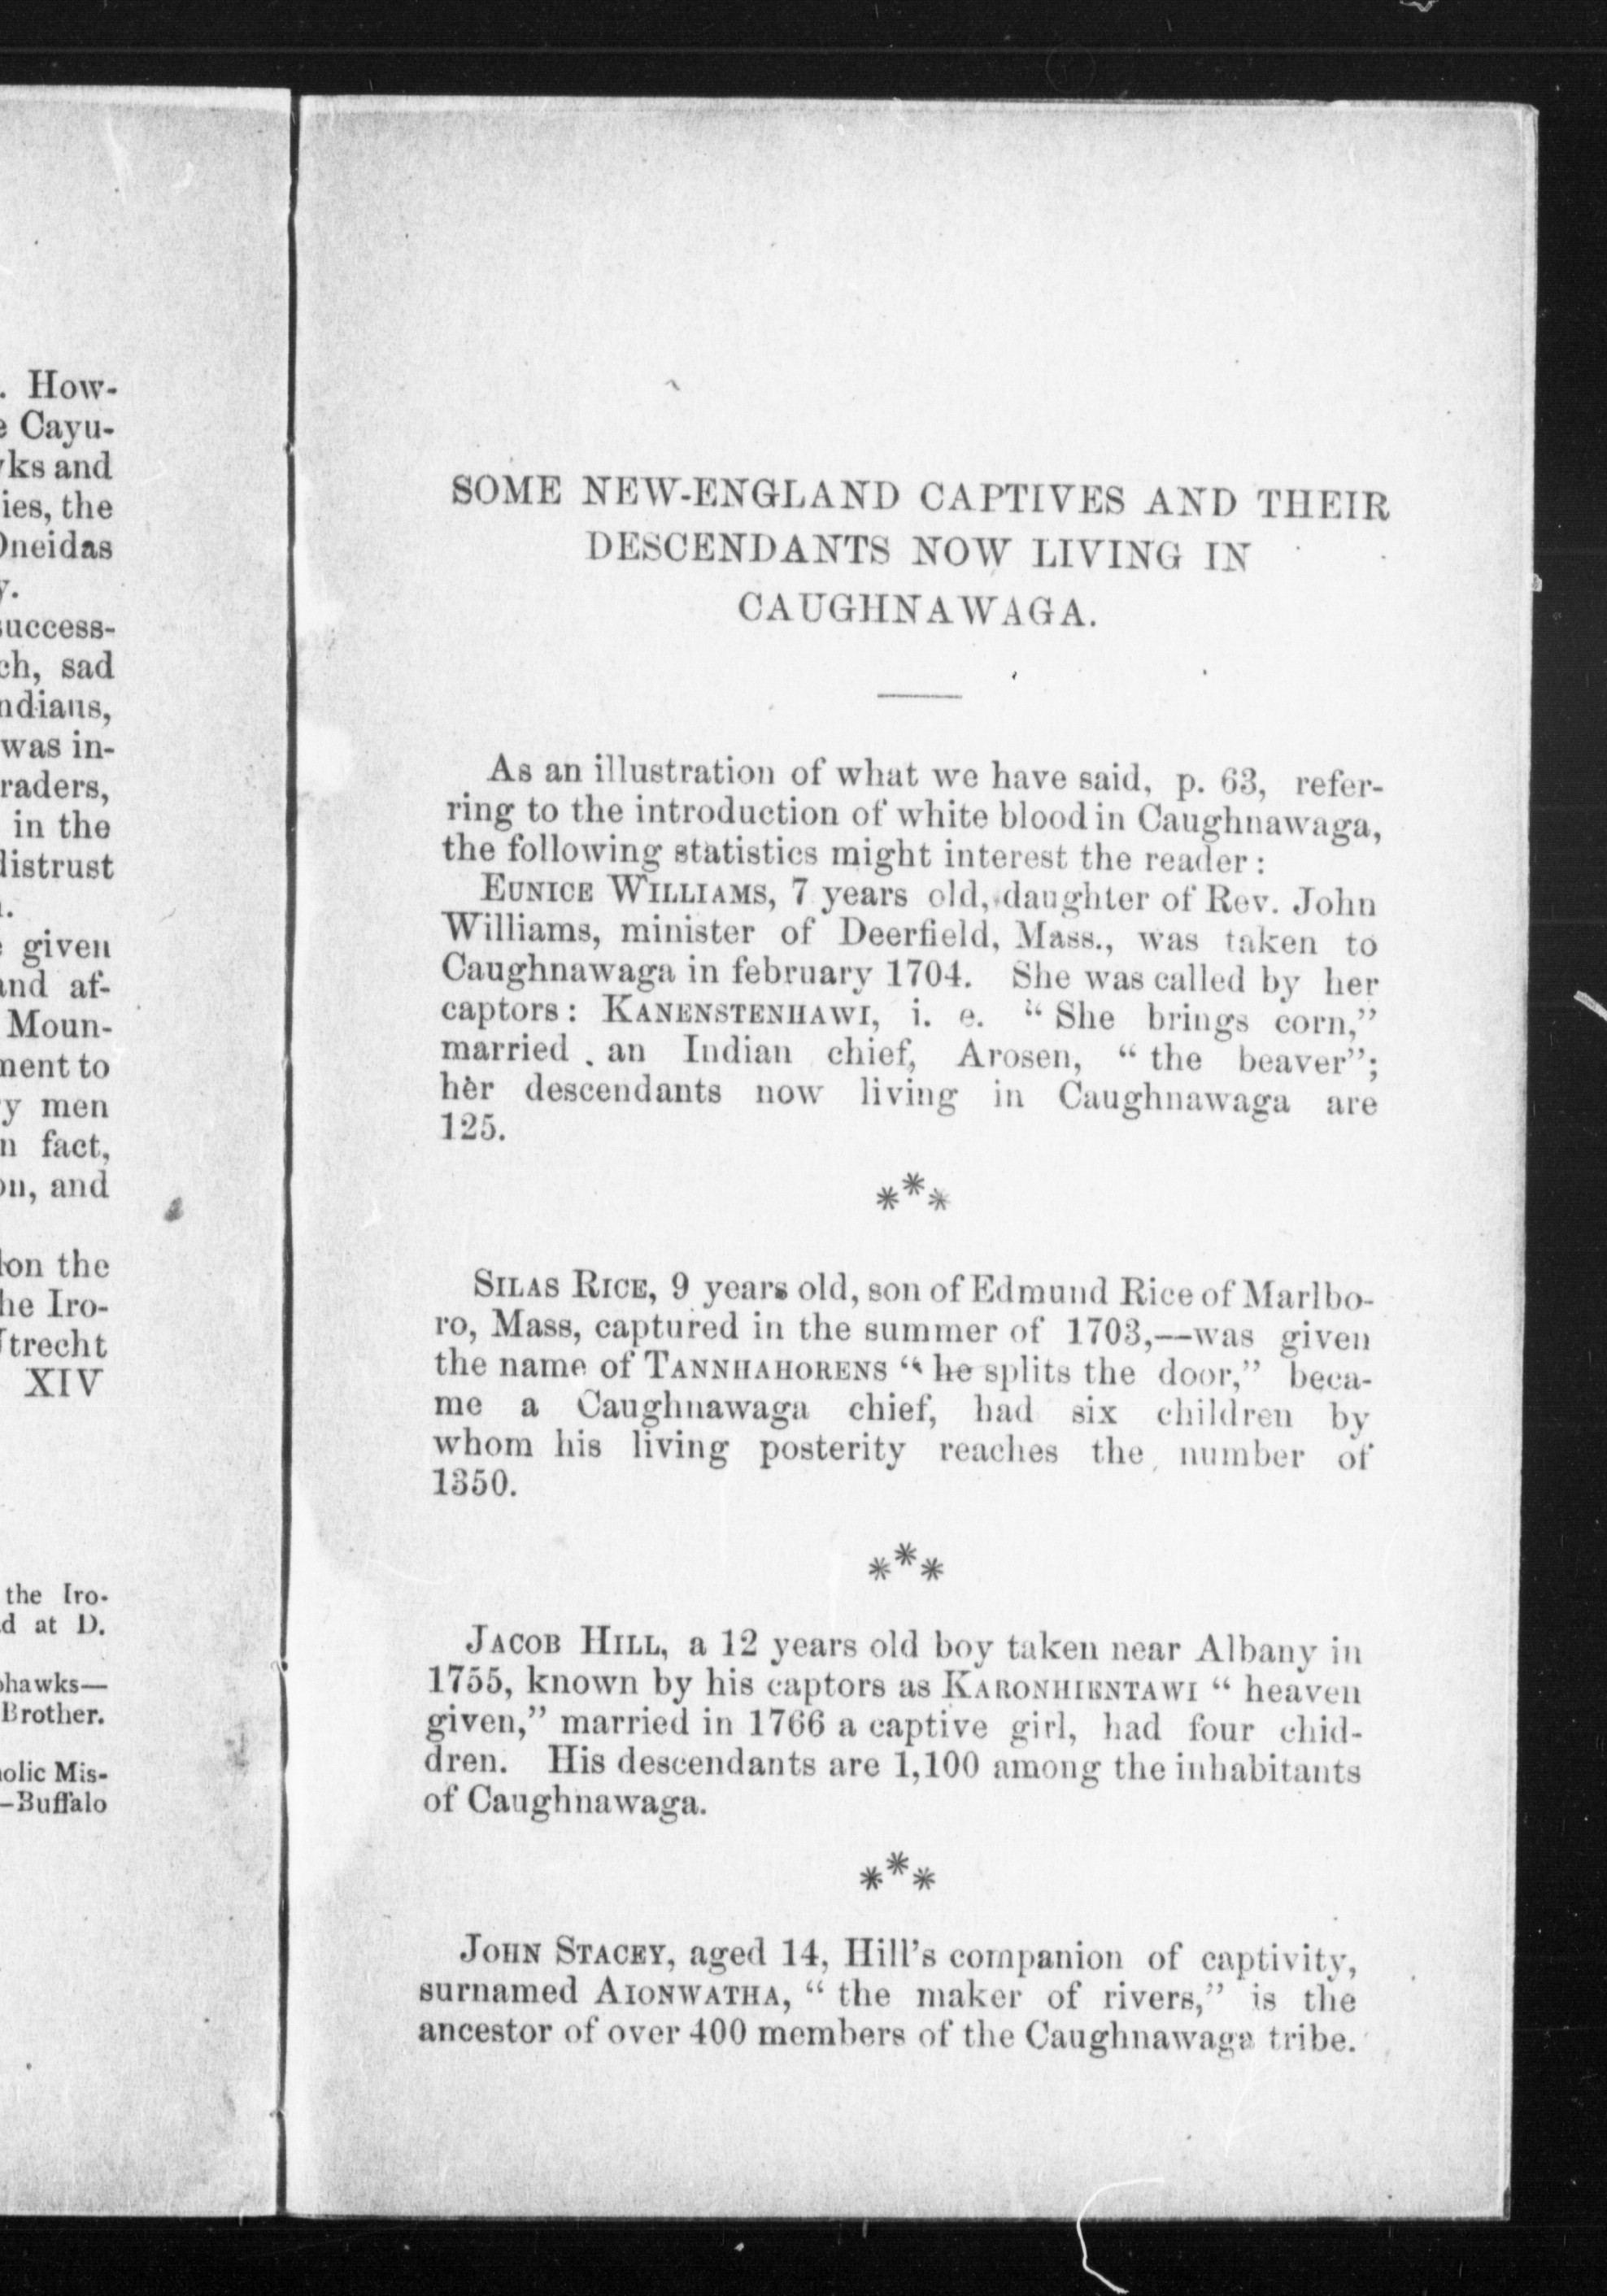 . How-
e Cayu-
ks and
ies, the
Oneidas
y.
success-
ch, sad
ndians,
was in-
raders,
in the
distrust
given
and af-
Moun-
ment to
y men
n fact,
on, and
on the
he Iro-
Utrecht
XIV
the Iro-
d at D.
ohawks—
Brother.
olic Mis-
—Buffalo
SOME NEW-ENGLAND CAPTIVES AND THEIR
DESCENDANTS NOW LIVING IN
CAUGHNAWAGA.
As an illustration of what we have said, p. 63, refer-
ring to the introduction of white blood in Caughnawaga,
the following statistics might interest the reader :
EUNICE WILLIAMS, 7 years old, daughter of Rev. John
Williams, minister of Deerfield, Mass., was taken to
Caughnawaga in february 1704. She was called by her
captors : KANENSTENHAWI, i. e. “ She brings corn,”
married an Indian chief, Arosen, “ the beaver”;
her descendants now living in Caughnawaga are
125.
***
SILAS RICE, 9 years old, son of Edmund Rice of Marlbo-
ro, Mass, captured in the summer of 1703,—was given
the name of TANNHAHORENS “ he splits the door,” beca-
me a Caughnawaga chief, had six children by
whom his living posterity reaches the number of
1350.
***
JACOB HILL, a 12 years old boy taken near Albany in
1755, known by his captors as KARONHIENTAWI “ heaven
given,” married in 1766 a captive girl, had four chid-
dren. His descendants are 1,100 among the inhabitants
of Caughnawaga.
***
JOHN STACEY, aged 14, Hill’s companion of captivity,
surnamed AIONWATHA, “ the maker of rivers,” is the
ancestor of over 400 members of the Caughnawaga tribe.